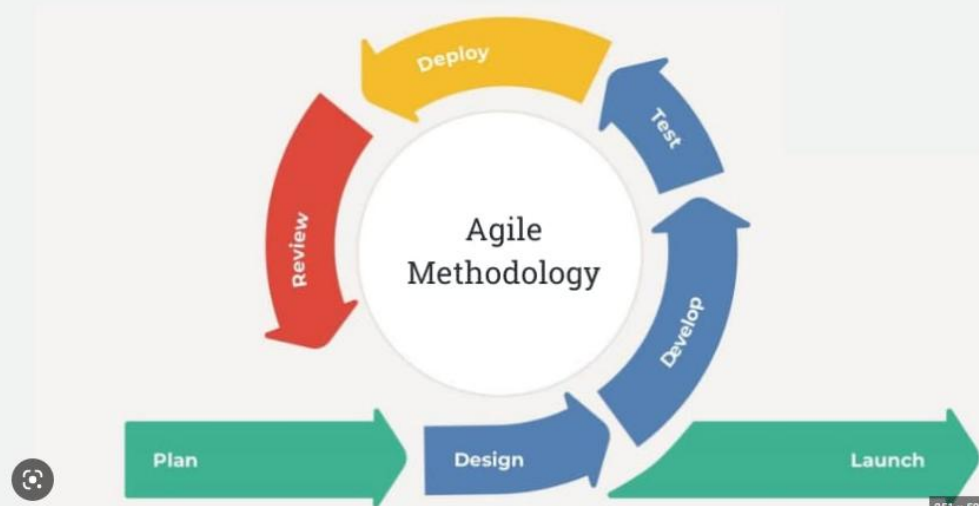 Deploy
Test
Review
Agile
Methodology
Develop
Plan
Design
Launch